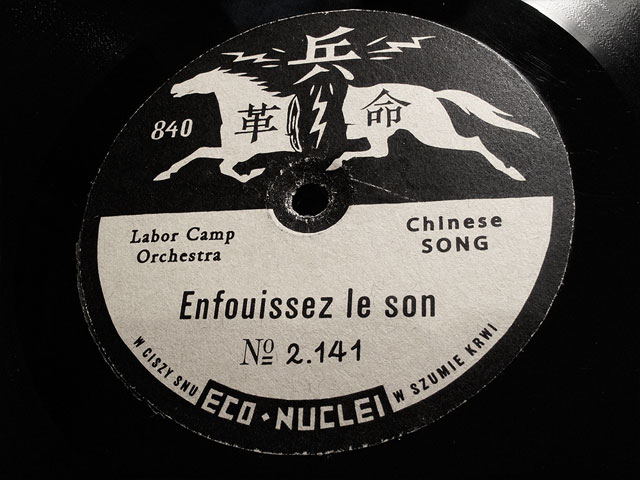 兵
840
革 命
Labor Camp
Orchestra
Chinese
SONG
Enfouissez le son
No 2.141
W CISZY SNU
ECO · NUCLEI
W SZUMIE KRWI